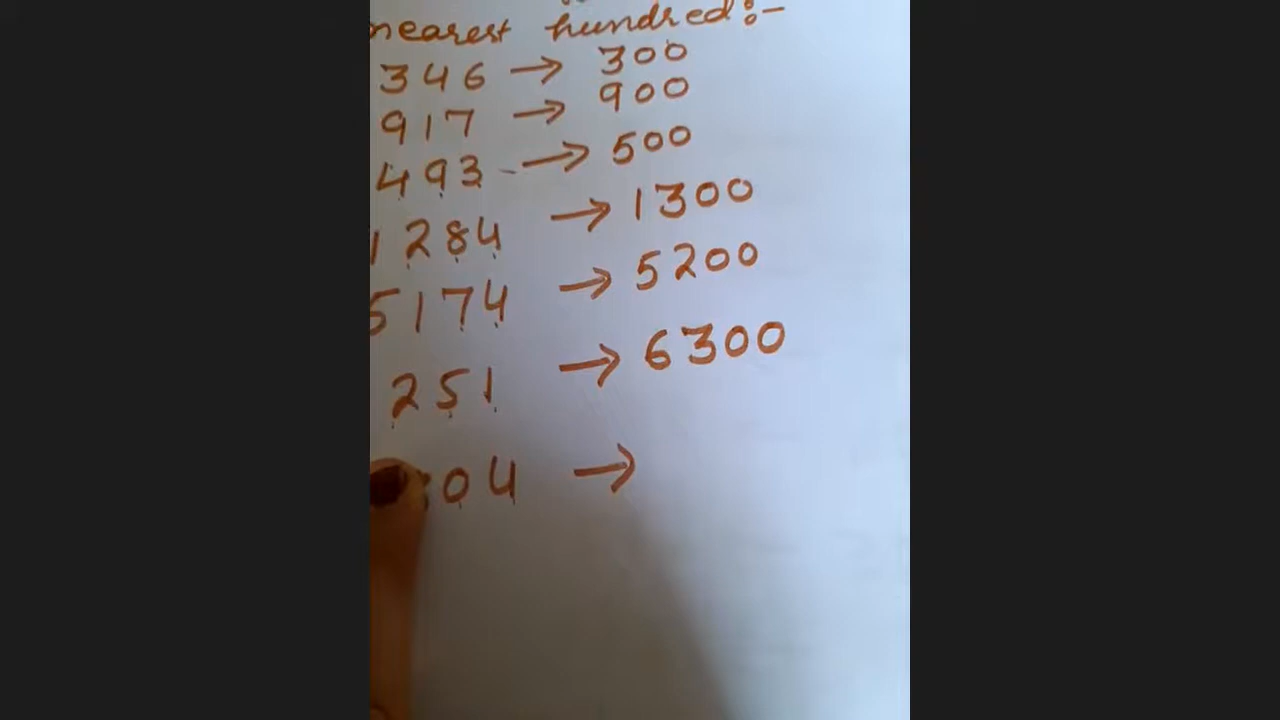 nearest hundred:-
346 → 300
917 → 900
493 → 500
1284 → 1300
5174 → 5200
251 → 6300
04 →